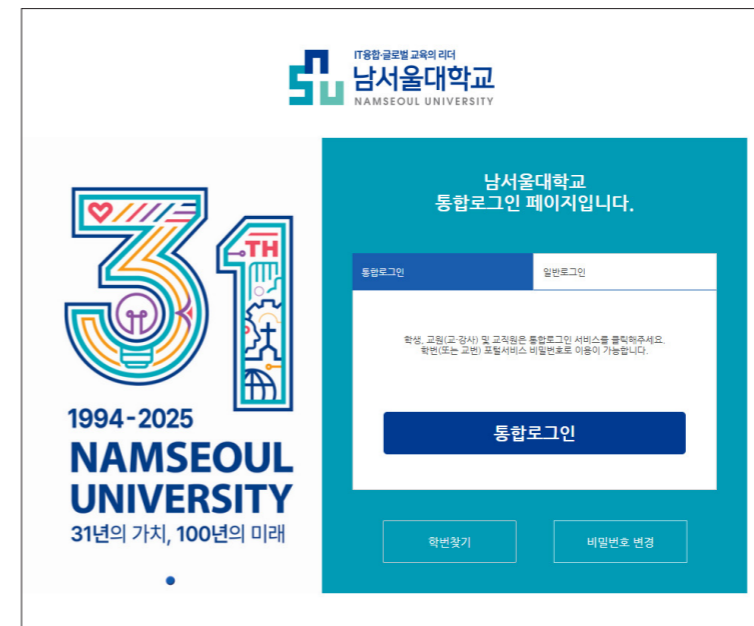 IT융합·글로벌 교육의 리더
남서울대학교
NAMSEOUL UNIVERSITY
31TH
1994-2025
NAMSEOUL
UNIVERSITY
31년의 가치, 100년의 미래
남서울대학교
통합로그인 페이지입니다.
통합로그인
일반로그인
학생, 교원(교·강사) 및 교직원은 통합로그인 서비스를 클릭해주세요.
학번(또는 교번) 포털서비스 비밀번호로 이용이 가능합니다.
통합로그인
학번찾기
비밀번호 변경